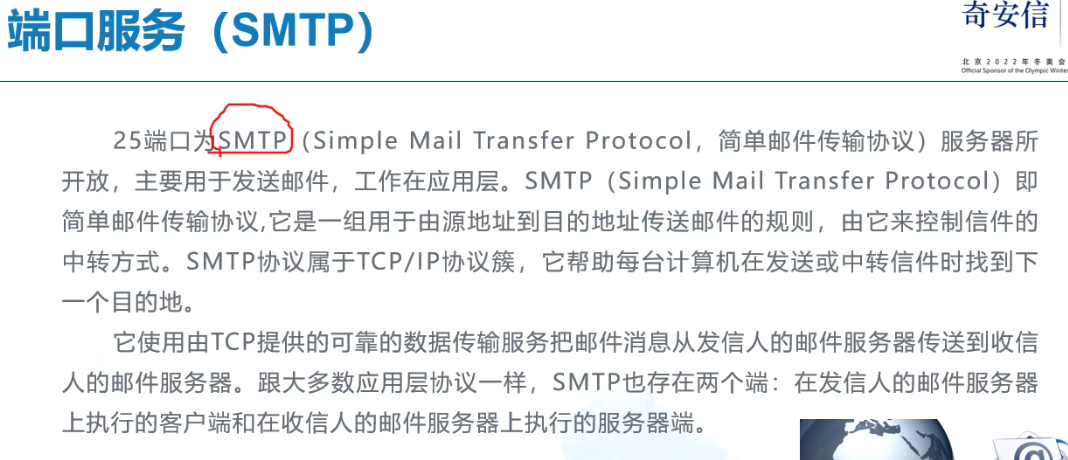 端口服务（SMTP）
奇安信
北京2022年冬奥会
Official Sponsor of the Olympic Winter
25端口为SMTP（Simple Mail Transfer Protocol，简单邮件传输协议）服务器所
开放，主要用于发送邮件，工作在应用层。SMTP（Simple Mail Transfer Protocol）即
简单邮件传输协议,它是一组用于由源地址到目的地址传送邮件的规则，由它来控制信件的
中转方式。SMTP协议属于TCP/IP协议簇，它帮助每台计算机在发送或中转信件时找到下
一个目的地。
它使用由TCP提供的可靠的数据传输服务把邮件消息从发信人的邮件服务器传送到收信
人的邮件服务器。跟大多数应用层协议一样，SMTP也存在两个端：在发信人的邮件服务器
上执行的客户端和在收信人的邮件服务器上执行的服务器端。
@